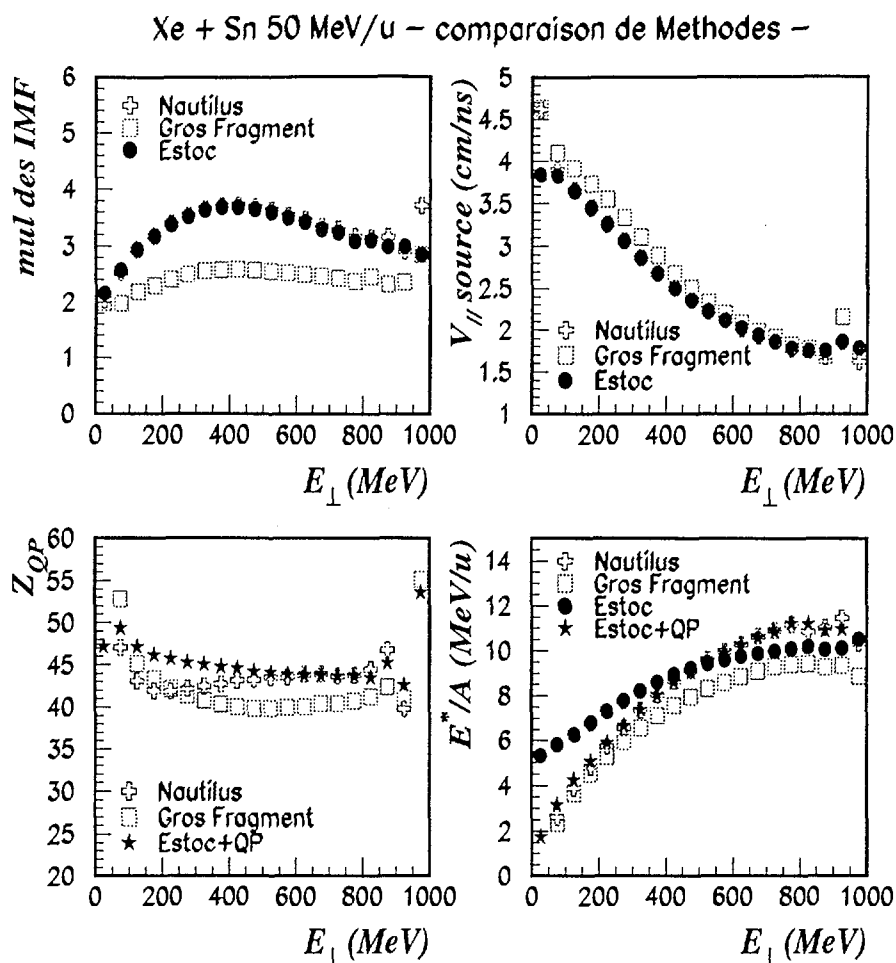 Xe + Sn 50 MeV/u – comparaison de Methodes –
mul des IMF
6
5
4
3
2
1
0
Nautilus
Gros Fragment
Estoc
0 200 400 600 800 1000
E⊥ (MeV)
V// source (cm/ns)
5
4.5
4
3.5
3
2.5
2
1.5
1
Nautilus
Gros Fragment
Estoc
0 200 400 600 800 1000
E⊥ (MeV)
Z_QP
60
55
50
45
40
35
30
25
20
Nautilus
Gros Fragment
Estoc+QP
0 200 400 600 800 1000
E⊥ (MeV)
E*/A (MeV/u)
14
12
10
8
6
4
2
0
Nautilus
Gros Fragment
Estoc
Estoc+QP
0 200 400 600 800 1000
E⊥ (MeV)